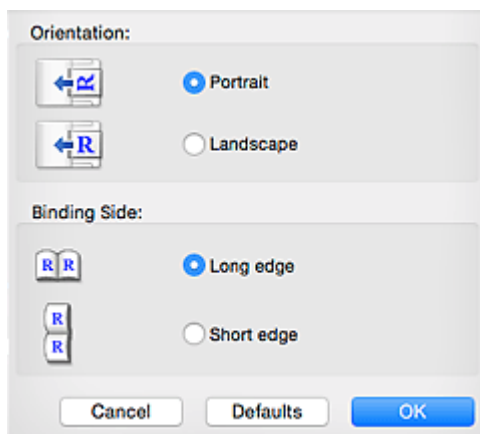 Orientation:
R
Portrait
R
Landscape
Binding Side:
R R
Long edge
R
R
Short edge
Cancel Defaults OK